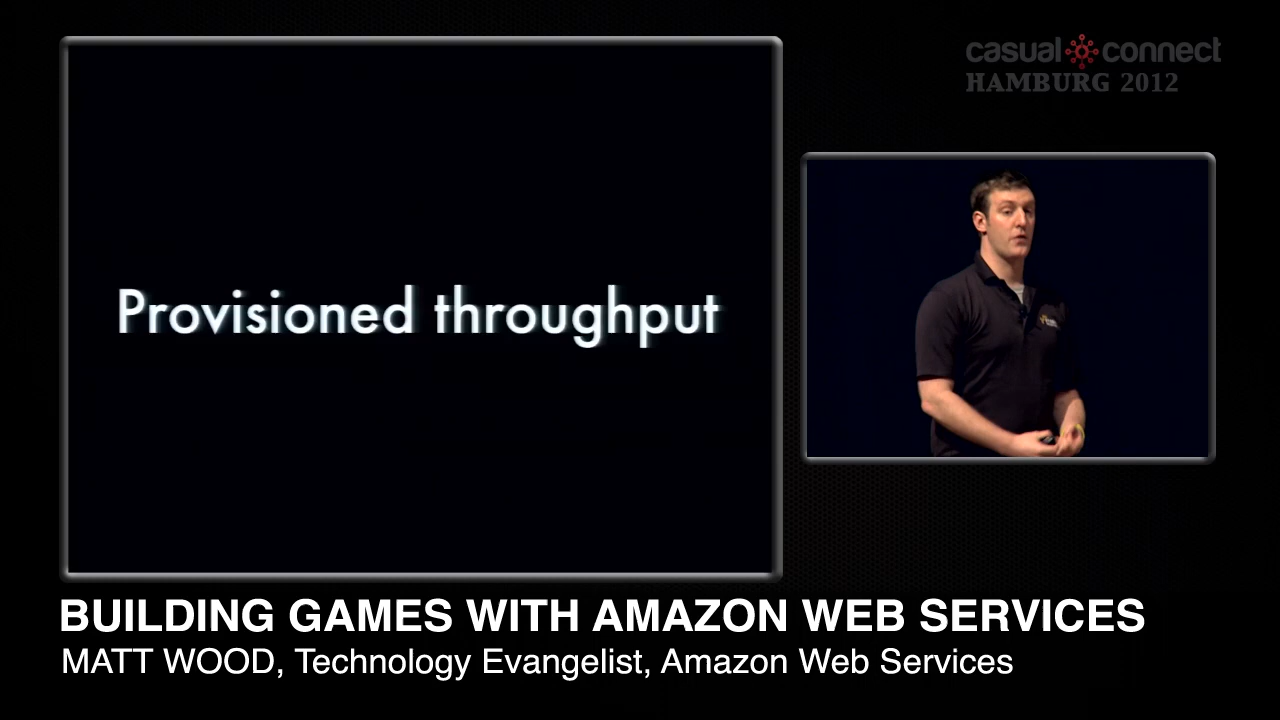 casual connect
HAMBURG 2012
Provisioned throughput
BUILDING GAMES WITH AMAZON WEB SERVICES
MATT WOOD, Technology Evangelist, Amazon Web Services